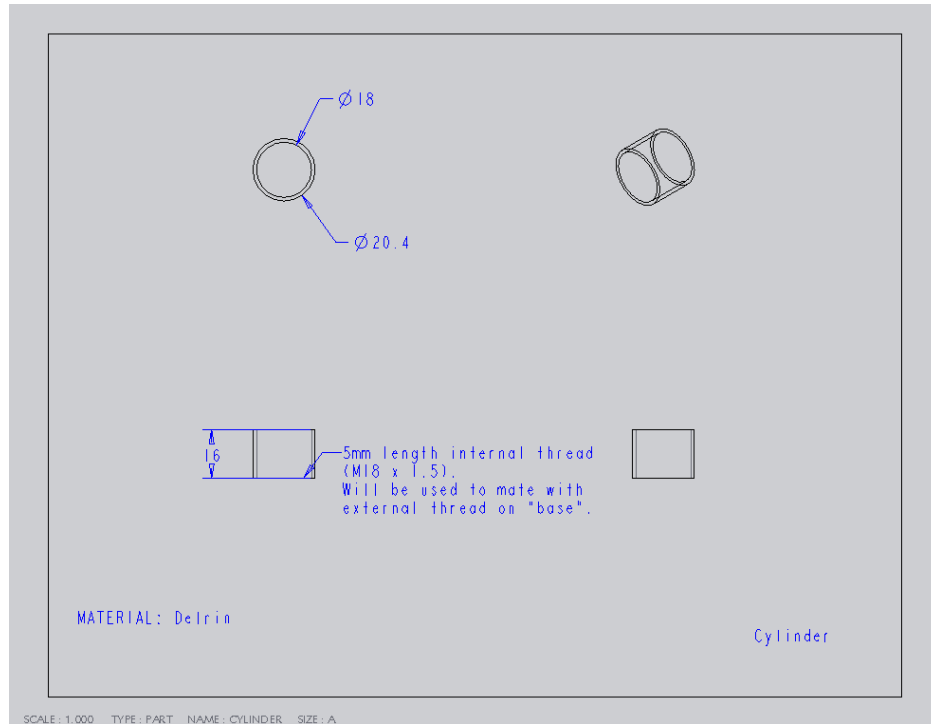 Ø18
Ø20.4
16
5mm length internal thread
(M18 x 1.5).
Will be used to mate with
external thread on "base".
MATERIAL: Delrin
Cylinder
SCALE : 1.000 TYPE : PART NAME : CYLINDER SIZE : A